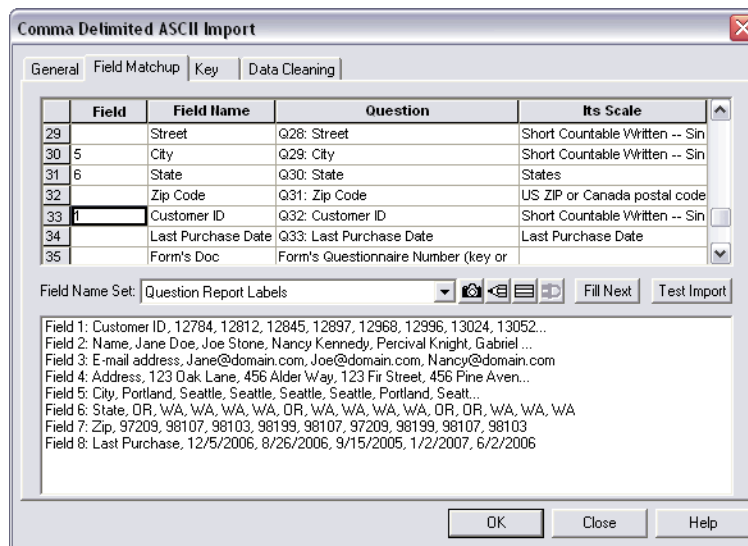 Comma Delimited ASCII Import
General Field Matchup Key Data Cleaning
Field Field Name Question Its Scale
29 Street Q28: Street Short Countable Written -- Sin
30 5 City Q29: City Short Countable Written -- Sin
31 6 State Q30: State States
32 Zip Code Q31: Zip Code US ZIP or Canada postal code
33 1 Customer ID Q32: Customer ID Short Countable Written -- Sin
34 Last Purchase Date Q33: Last Purchase Date Last Purchase Date
35 Form's Doc Form's Questionnaire Number (key or
Field Name Set: Question Report Labels Fill Next Test Import
Field 1: Customer ID, 12784, 12812, 12845, 12897, 12968, 12996, 13024, 13052...
Field 2: Name, Jane Doe, Joe Stone, Nancy Kennedy, Percival Knight, Gabriel ...
Field 3: E-mail address, Jane@domain.com, Joe@domain.com, Nancy@domain.com
Field 4: Address, 123 Oak Lane, 456 Alder Way, 123 Fir Street, 456 Pine Aven...
Field 5: City, Portland, Seattle, Seattle, Seattle, Seattle, Portland, Seatt...
Field 6: State, OR, WA, WA, WA, WA, OR, WA, WA, WA, WA, OR, OR, WA, WA, WA
Field 7: Zip, 97209, 98107, 98103, 98199, 98107, 97209, 98199, 98107, 98103
Field 8: Last Purchase, 12/5/2006, 8/26/2006, 9/15/2005, 1/2/2007, 6/2/2006
OK Close Help